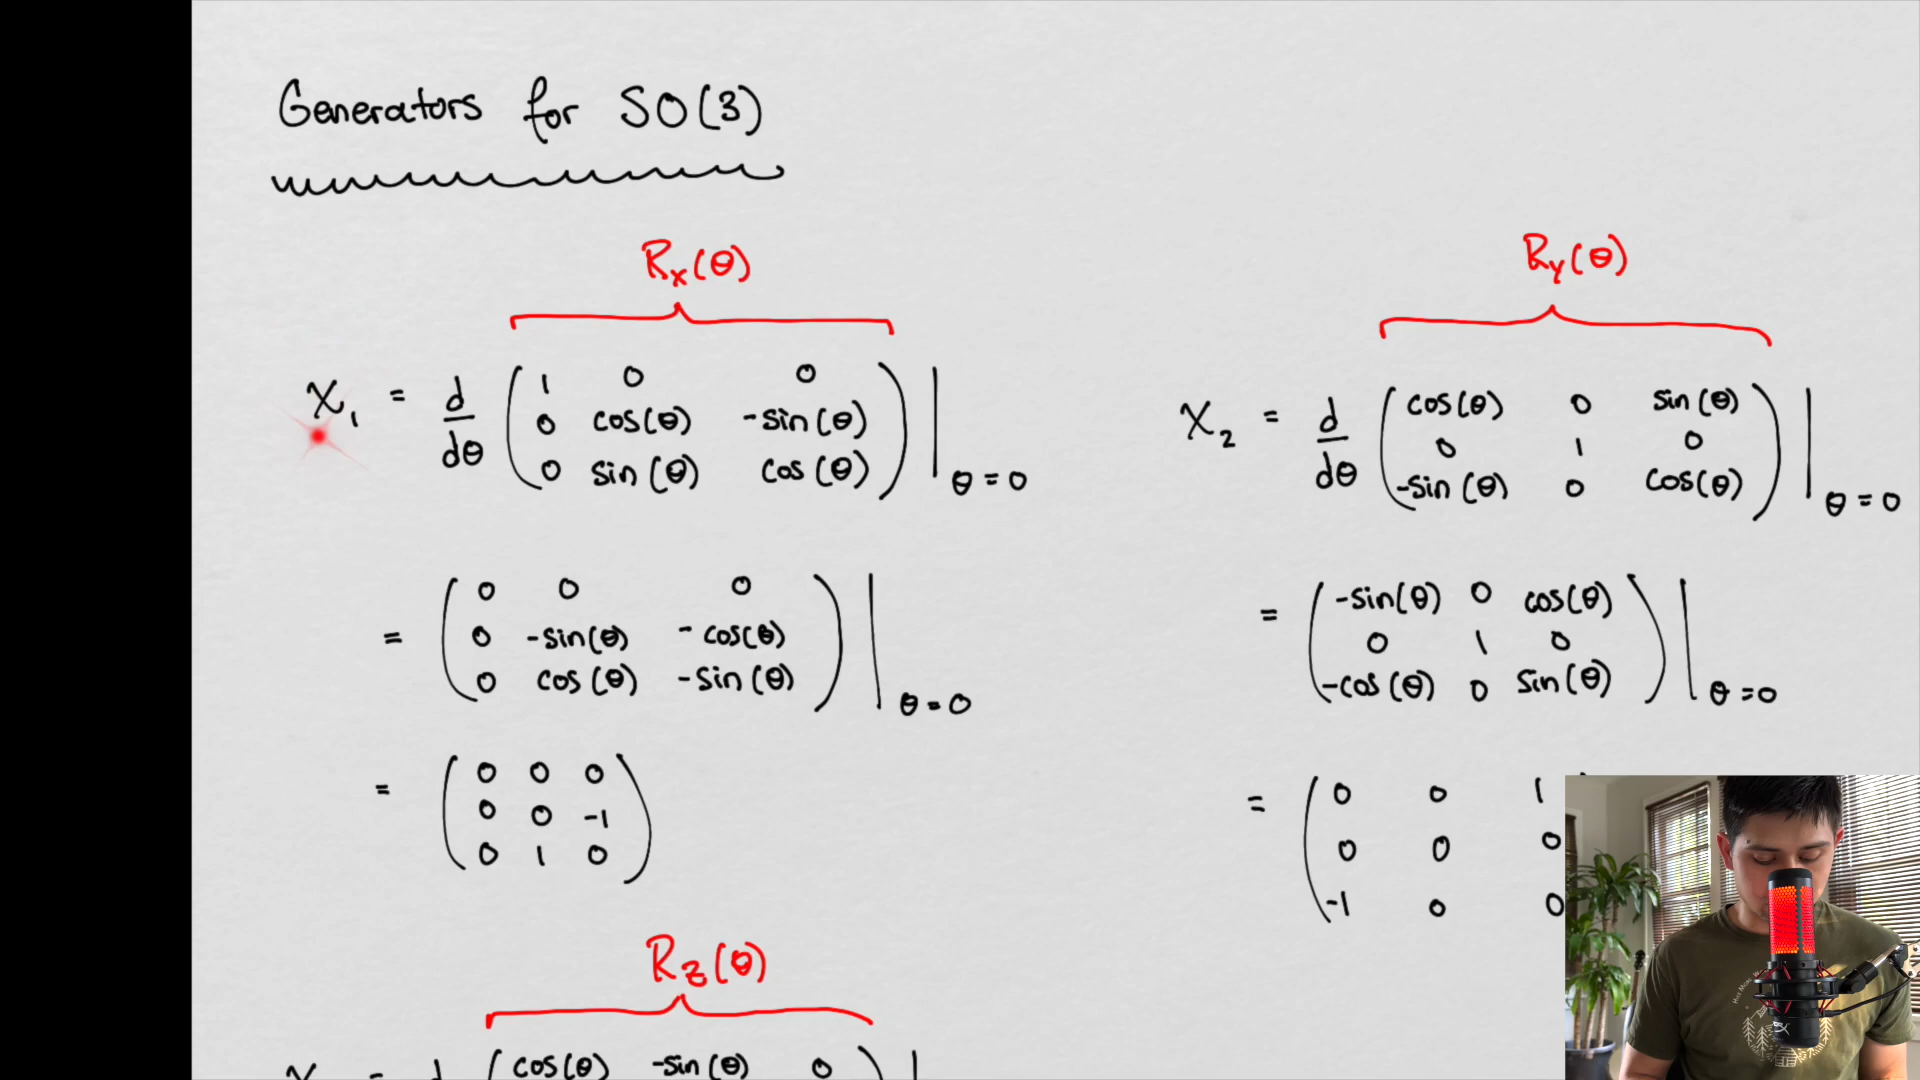 Generators for SO(3)
Rx(θ)
X₁ = d/dθ ( 1 0 0
0 cos(θ) -sin(θ)
0 sin(θ) cos(θ) ) | θ = 0
= ( 0 0 0
0 -sin(θ) -cos(θ)
0 cos(θ) -sin(θ) ) | θ = 0
= ( 0 0 0
0 0 -1
0 1 0 )
Ry(θ)
X₂ = d/dθ ( cos(θ) 0 sin(θ)
0 1 0
-sin(θ) 0 cos(θ) ) | θ = 0
= ( -sin(θ) 0 cos(θ)
0 1 0
-cos(θ) 0 sin(θ) ) | θ = 0
= ( 0 0 1
0 0 0
-1 0 0
Rz(θ)
( cos(θ) -sin(θ) 0 ) |